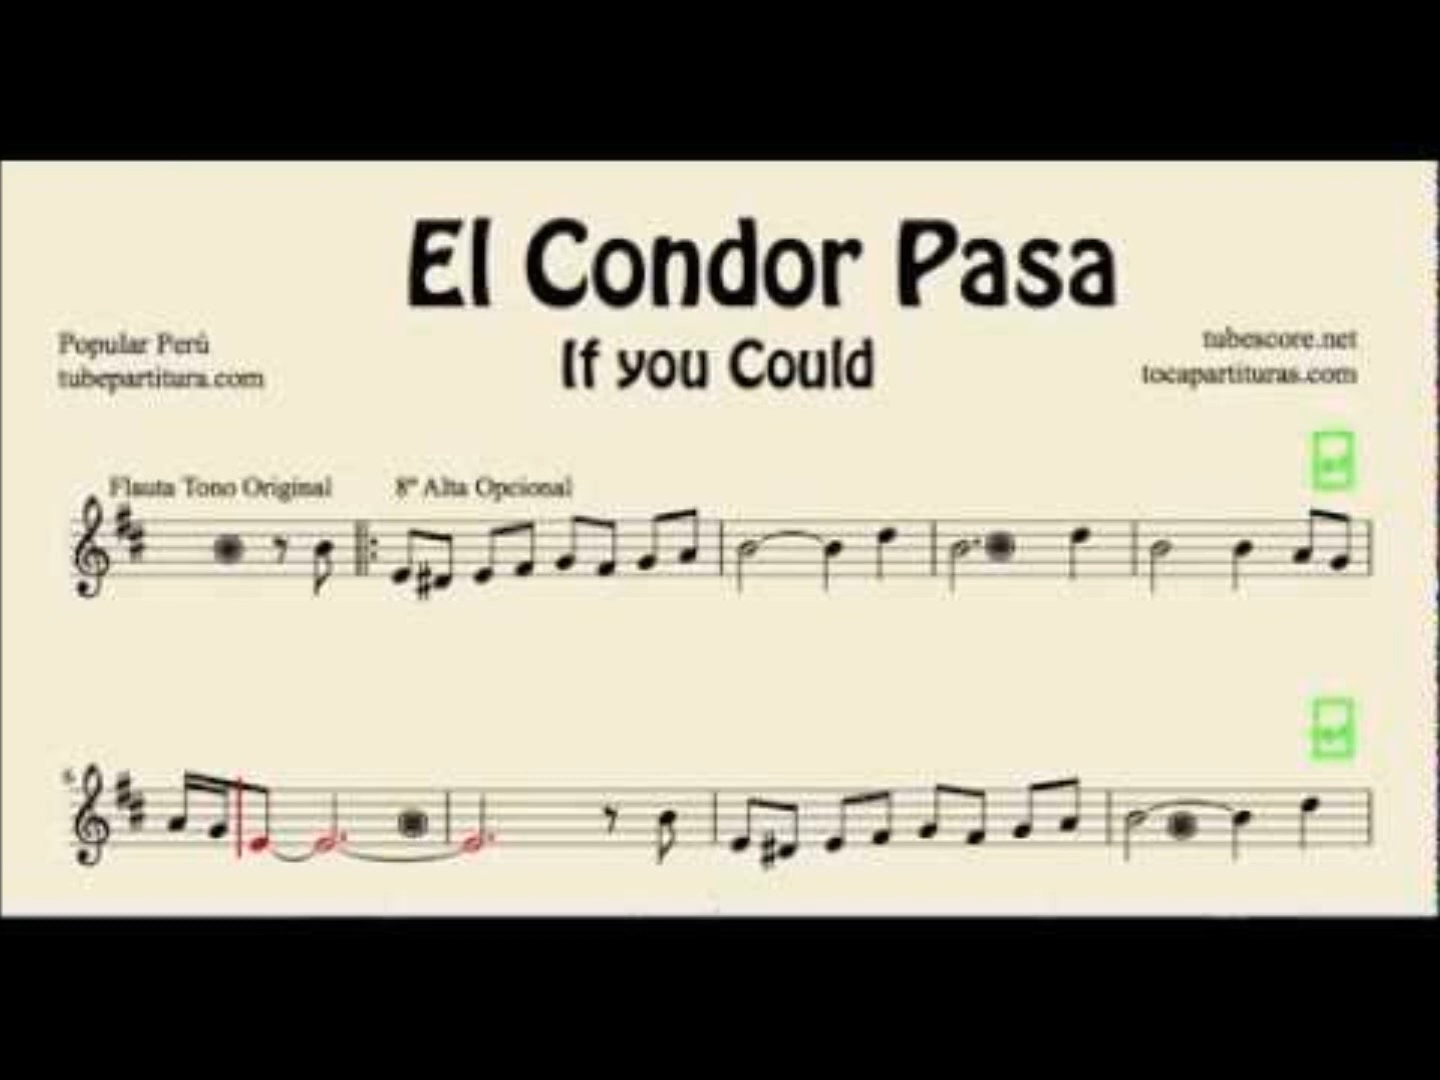 El Condor Pasa
If you Could
Popular Perú
tubepartitura.com
tubescore.net
tocapartituras.com
Flauta Tono Original
8ª Alta Opcional
6